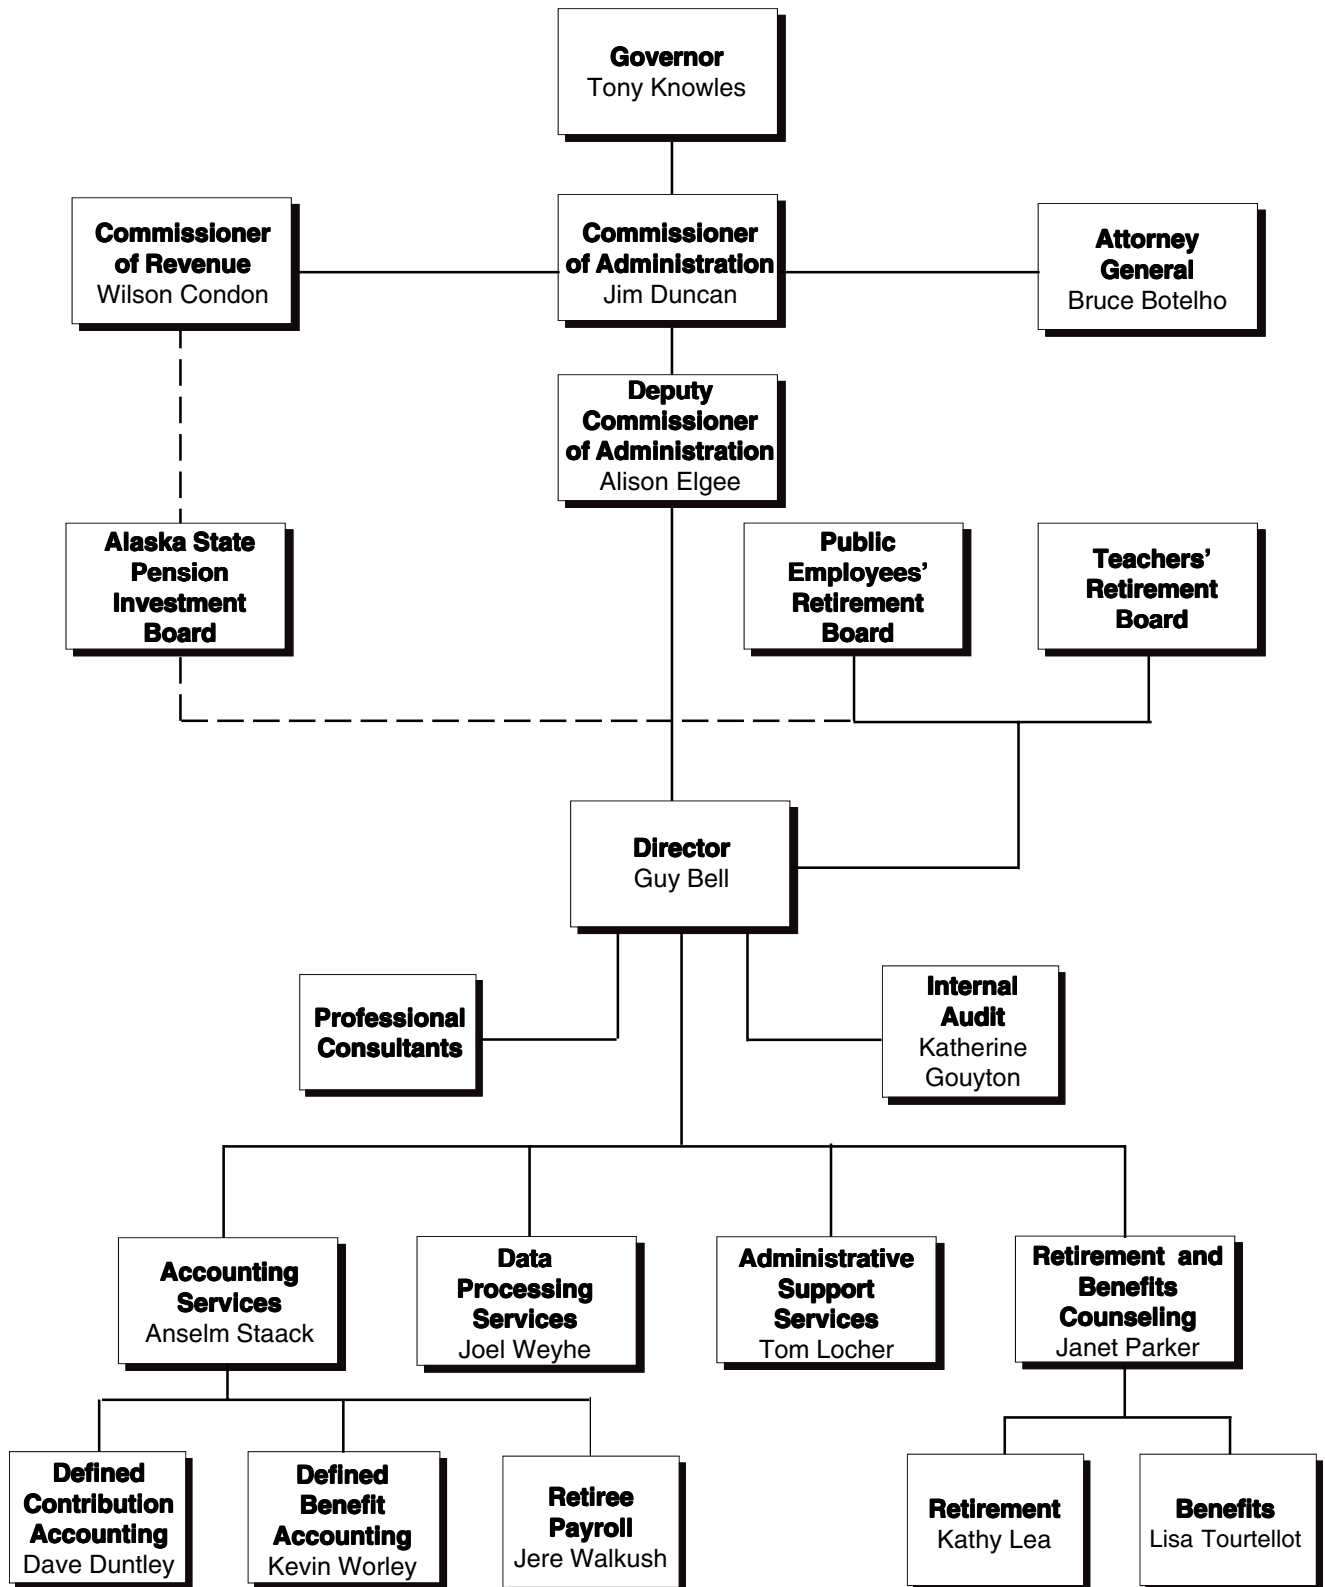 Governor
Tony Knowles
Commissioner
of Revenue
Wilson Condon
Commissioner
of Administration
Jim Duncan
Attorney
General
Bruce Botelho
Deputy
Commissioner
of Administration
Alison Elgee
Alaska State
Pension
Investment
Board
Public
Employees’
Retirement
Board
Teachers’
Retirement
Board
Director
Guy Bell
Professional
Consultants
Internal
Audit
Katherine
Gouyton
Accounting
Services
Anselm Staack
Data
Processing
Services
Joel Weyhe
Administrative
Support
Services
Tom Locher
Retirement and
Benefits
Counseling
Janet Parker
Defined
Contribution
Accounting
Dave Duntley
Defined
Benefit
Accounting
Kevin Worley
Retiree
Payroll
Jere Walkush
Retirement
Kathy Lea
Benefits
Lisa Tourtellot